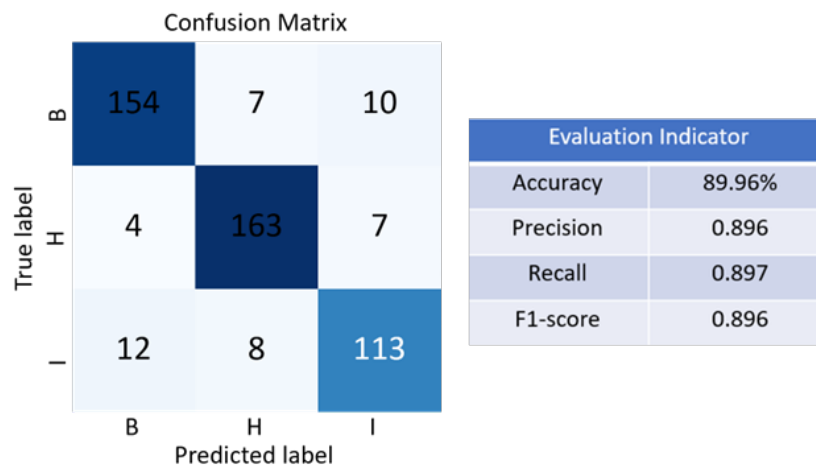 Confusion Matrix
B 154 7 10
H 4 163 7
I 12 8 113
B H I
True label
Predicted label
Evaluation Indicator
Accuracy 89.96%
Precision 0.896
Recall 0.897
F1-score 0.896